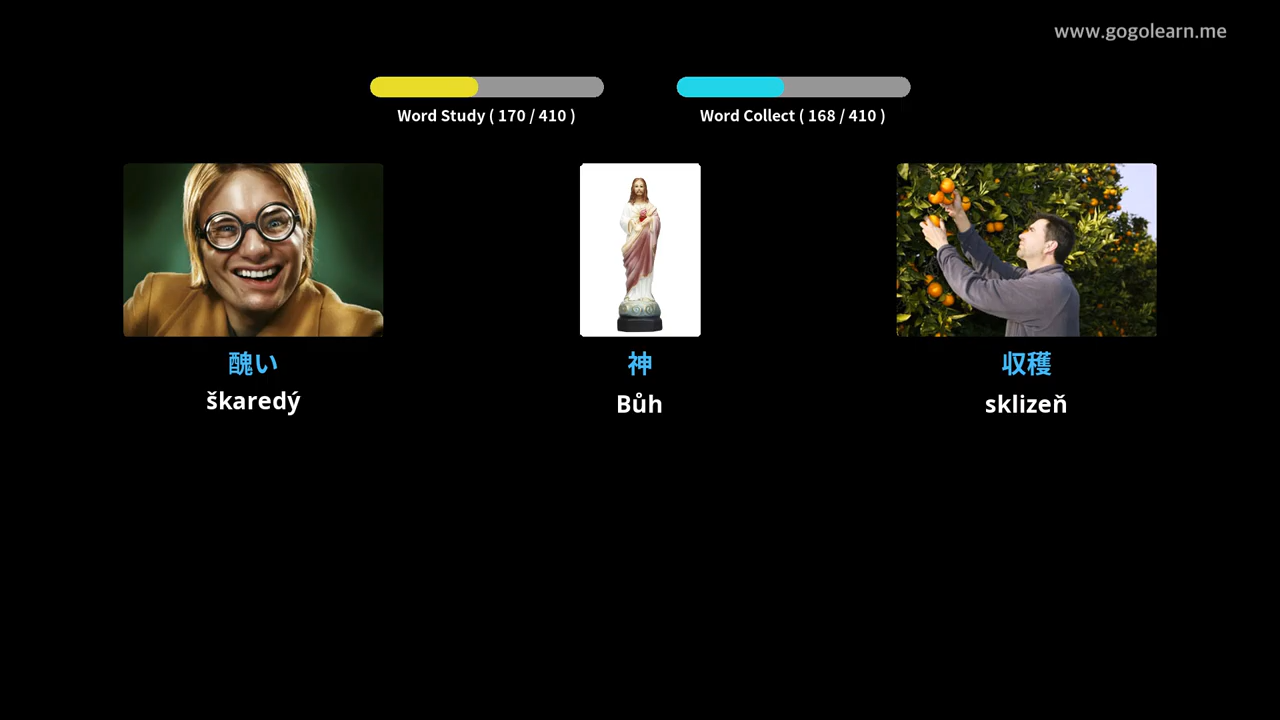 www.gogolearn.me
Word Study ( 170 / 410 )
Word Collect ( 168 / 410 )
醜い
神
収穫
škaredý
Bůh
sklizeň